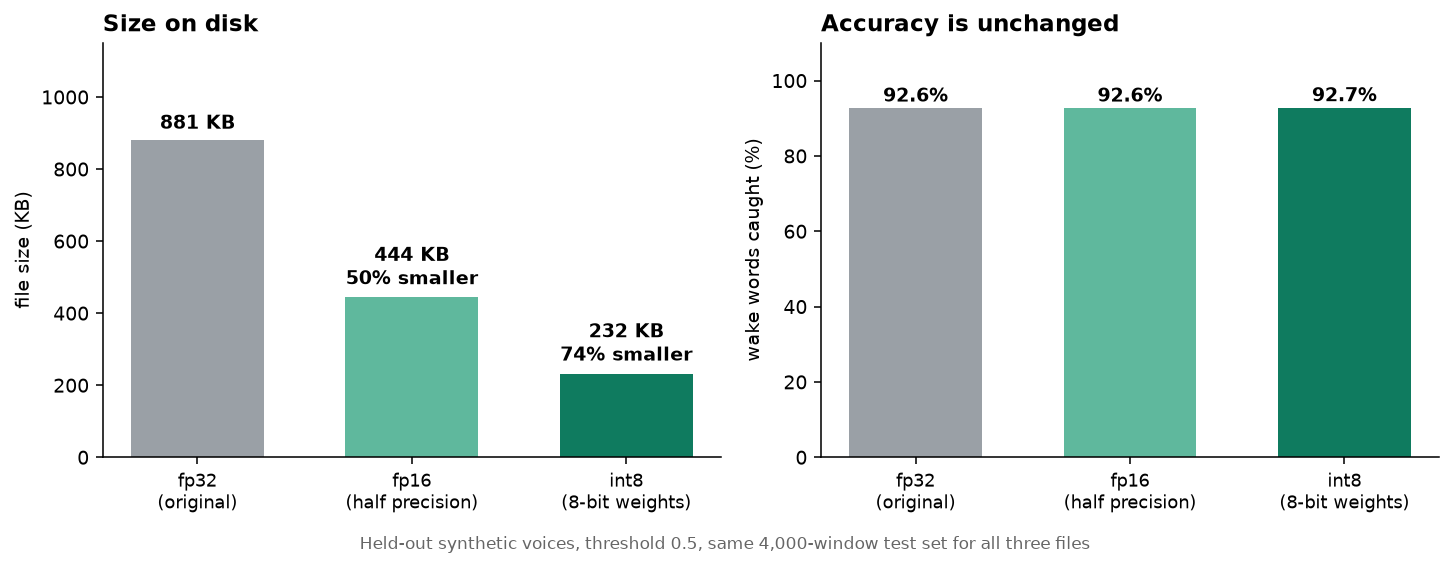 Size on disk
file size (KB)
1000
800
600
400
200
0
881 KB
444 KB
50% smaller
232 KB
74% smaller
fp32
(original)
fp16
(half precision)
int8
(8-bit weights)
Accuracy is unchanged
wake words caught (%)
100
80
60
40
20
0
92.6%
92.6%
92.7%
fp32
(original)
fp16
(half precision)
int8
(8-bit weights)
Held-out synthetic voices, threshold 0.5, same 4,000-window test set for all three files